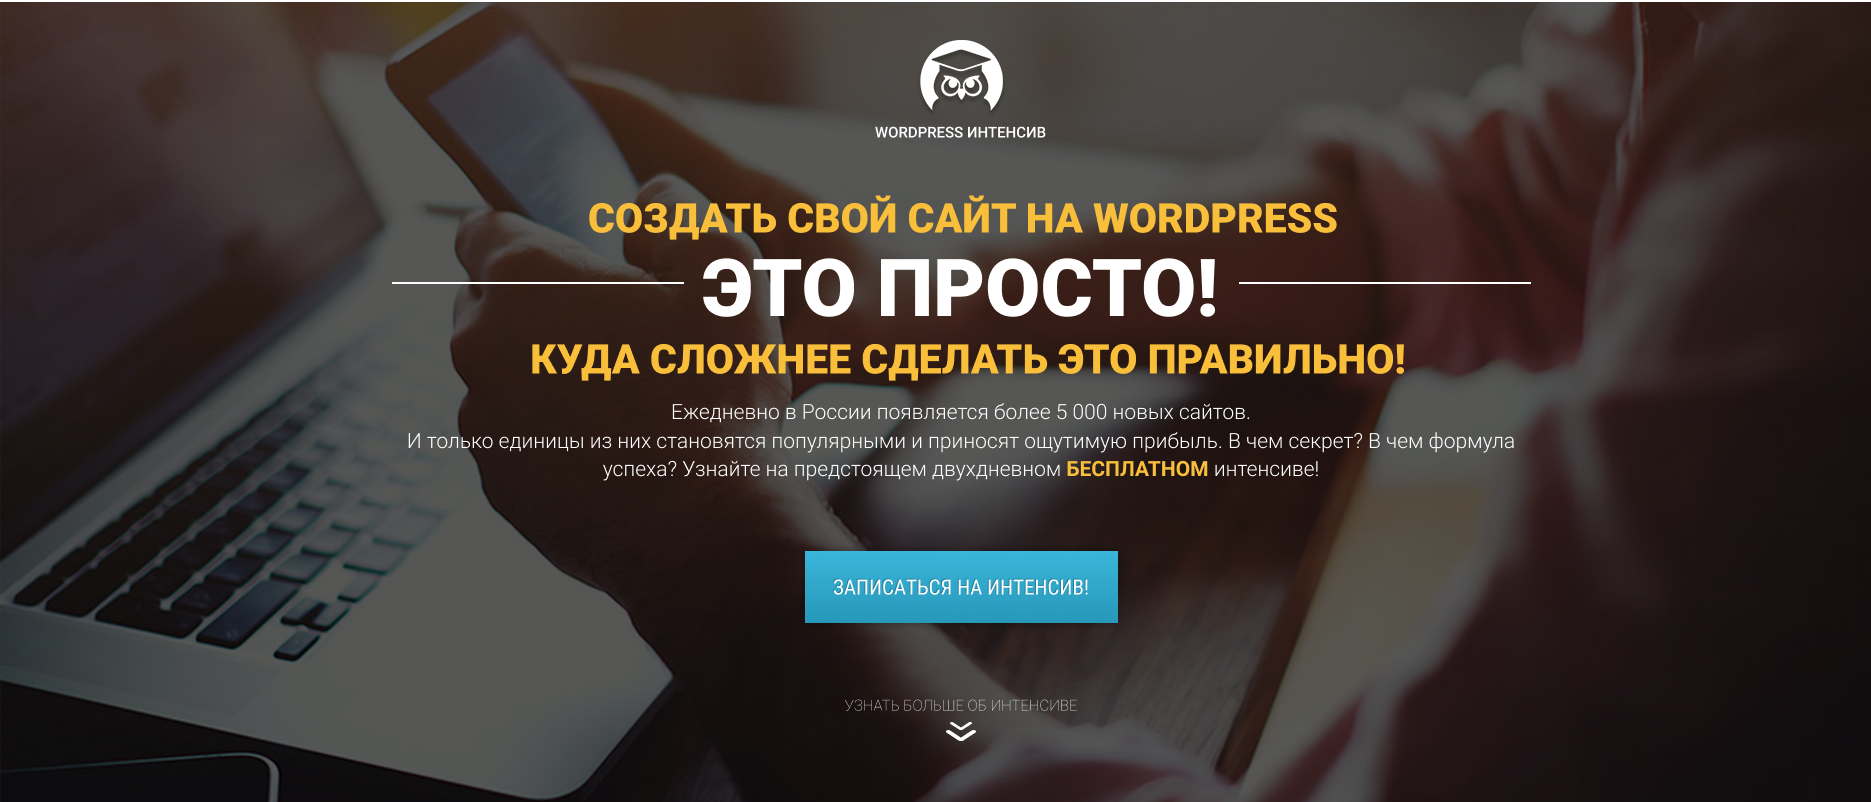 WORDPRESS ИНТЕНСИВ
СОЗДАТЬ СВОЙ САЙТ НА WORDPRESS
ЭТО ПРОСТО!
КУДА СЛОЖНЕЕ СДЕЛАТЬ ЭТО ПРАВИЛЬНО!
Ежедневно в России появляется более 5 000 новых сайтов.
И только единицы из них становятся популярными и приносят ощутимую прибыль. В чем секрет? В чем формула
успеха? Узнайте на предстоящем двухдневном БЕСПЛАТНОМ интенсиве!
ЗАПИСАТЬСЯ НА ИНТЕНСИВ!
УЗНАТЬ БОЛЬШЕ ОБ ИНТЕНСИВЕ